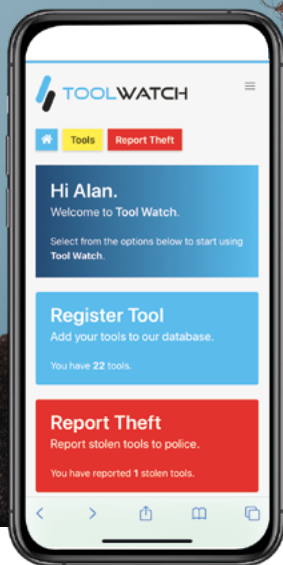 TOOLWATCH
Tools
Report Theft
Hi Alan.
Welcome to Tool Watch.
Select from the options below to start using
Tool Watch.
Register Tool
Add your tools to our database.
You have 22 tools.
Report Theft
Report stolen tools to police.
You have reported 1 stolen tools.